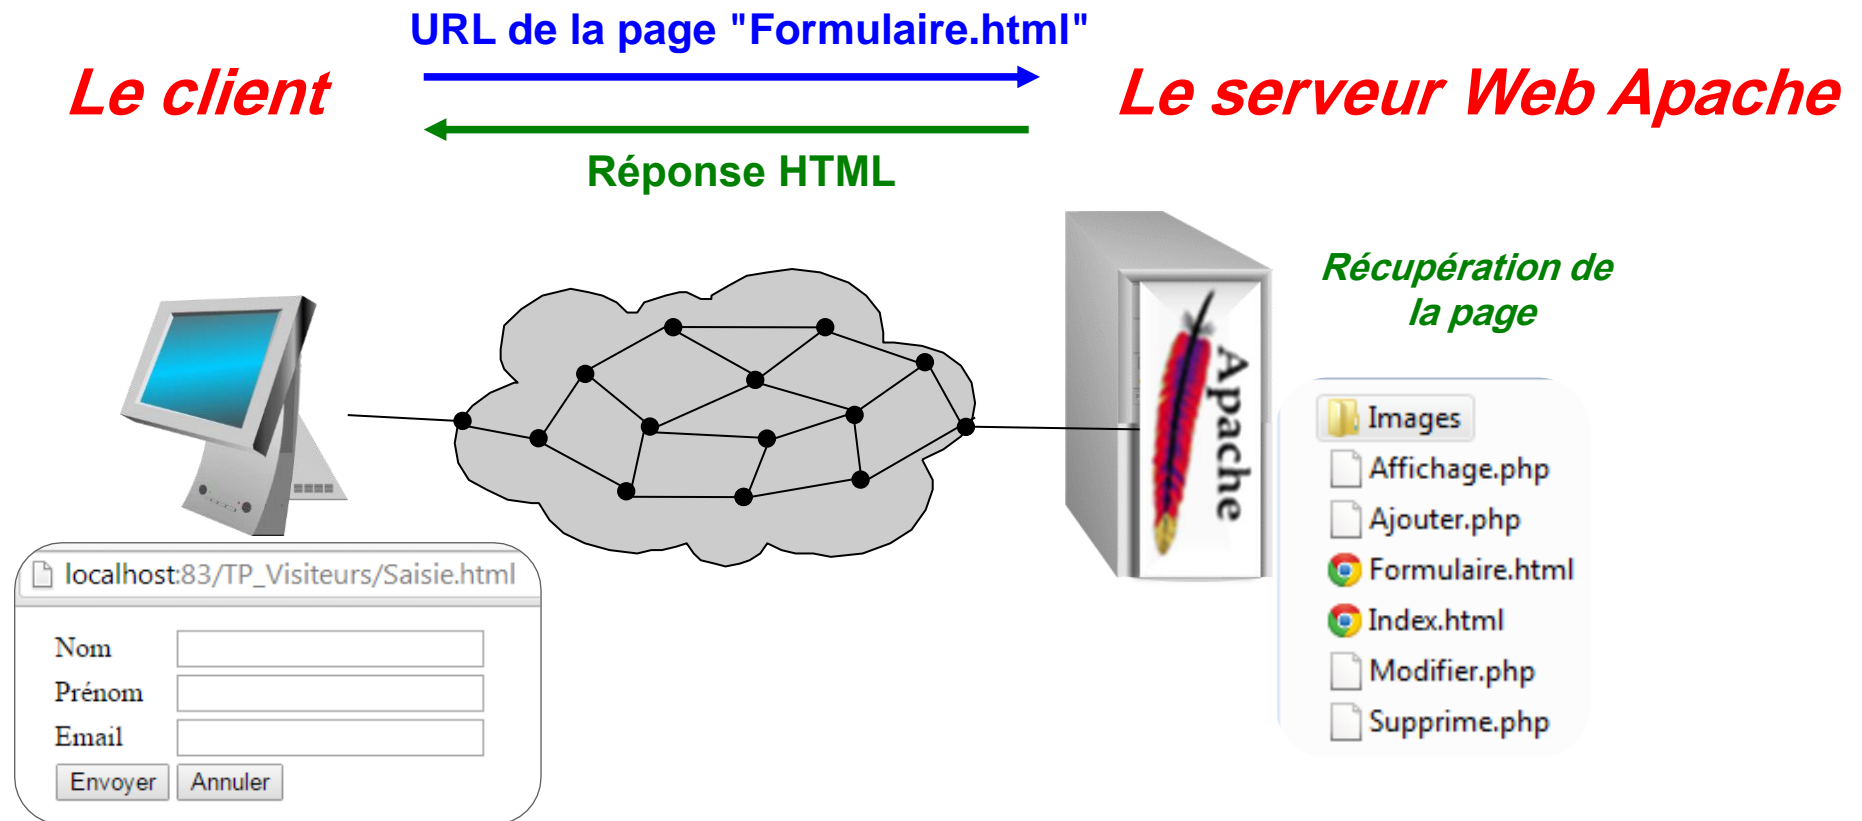 URL de la page "Formulaire.html"
Le client
Le serveur Web Apache
Réponse HTML
Récupération de
la page
Apache
Images
Affichage.php
Ajouter.php
Formulaire.html
Index.html
Modifier.php
Supprime.php
localhost:83/TP_Visiteurs/Saisie.html
Nom
Prénom
Email
Envoyer Annuler